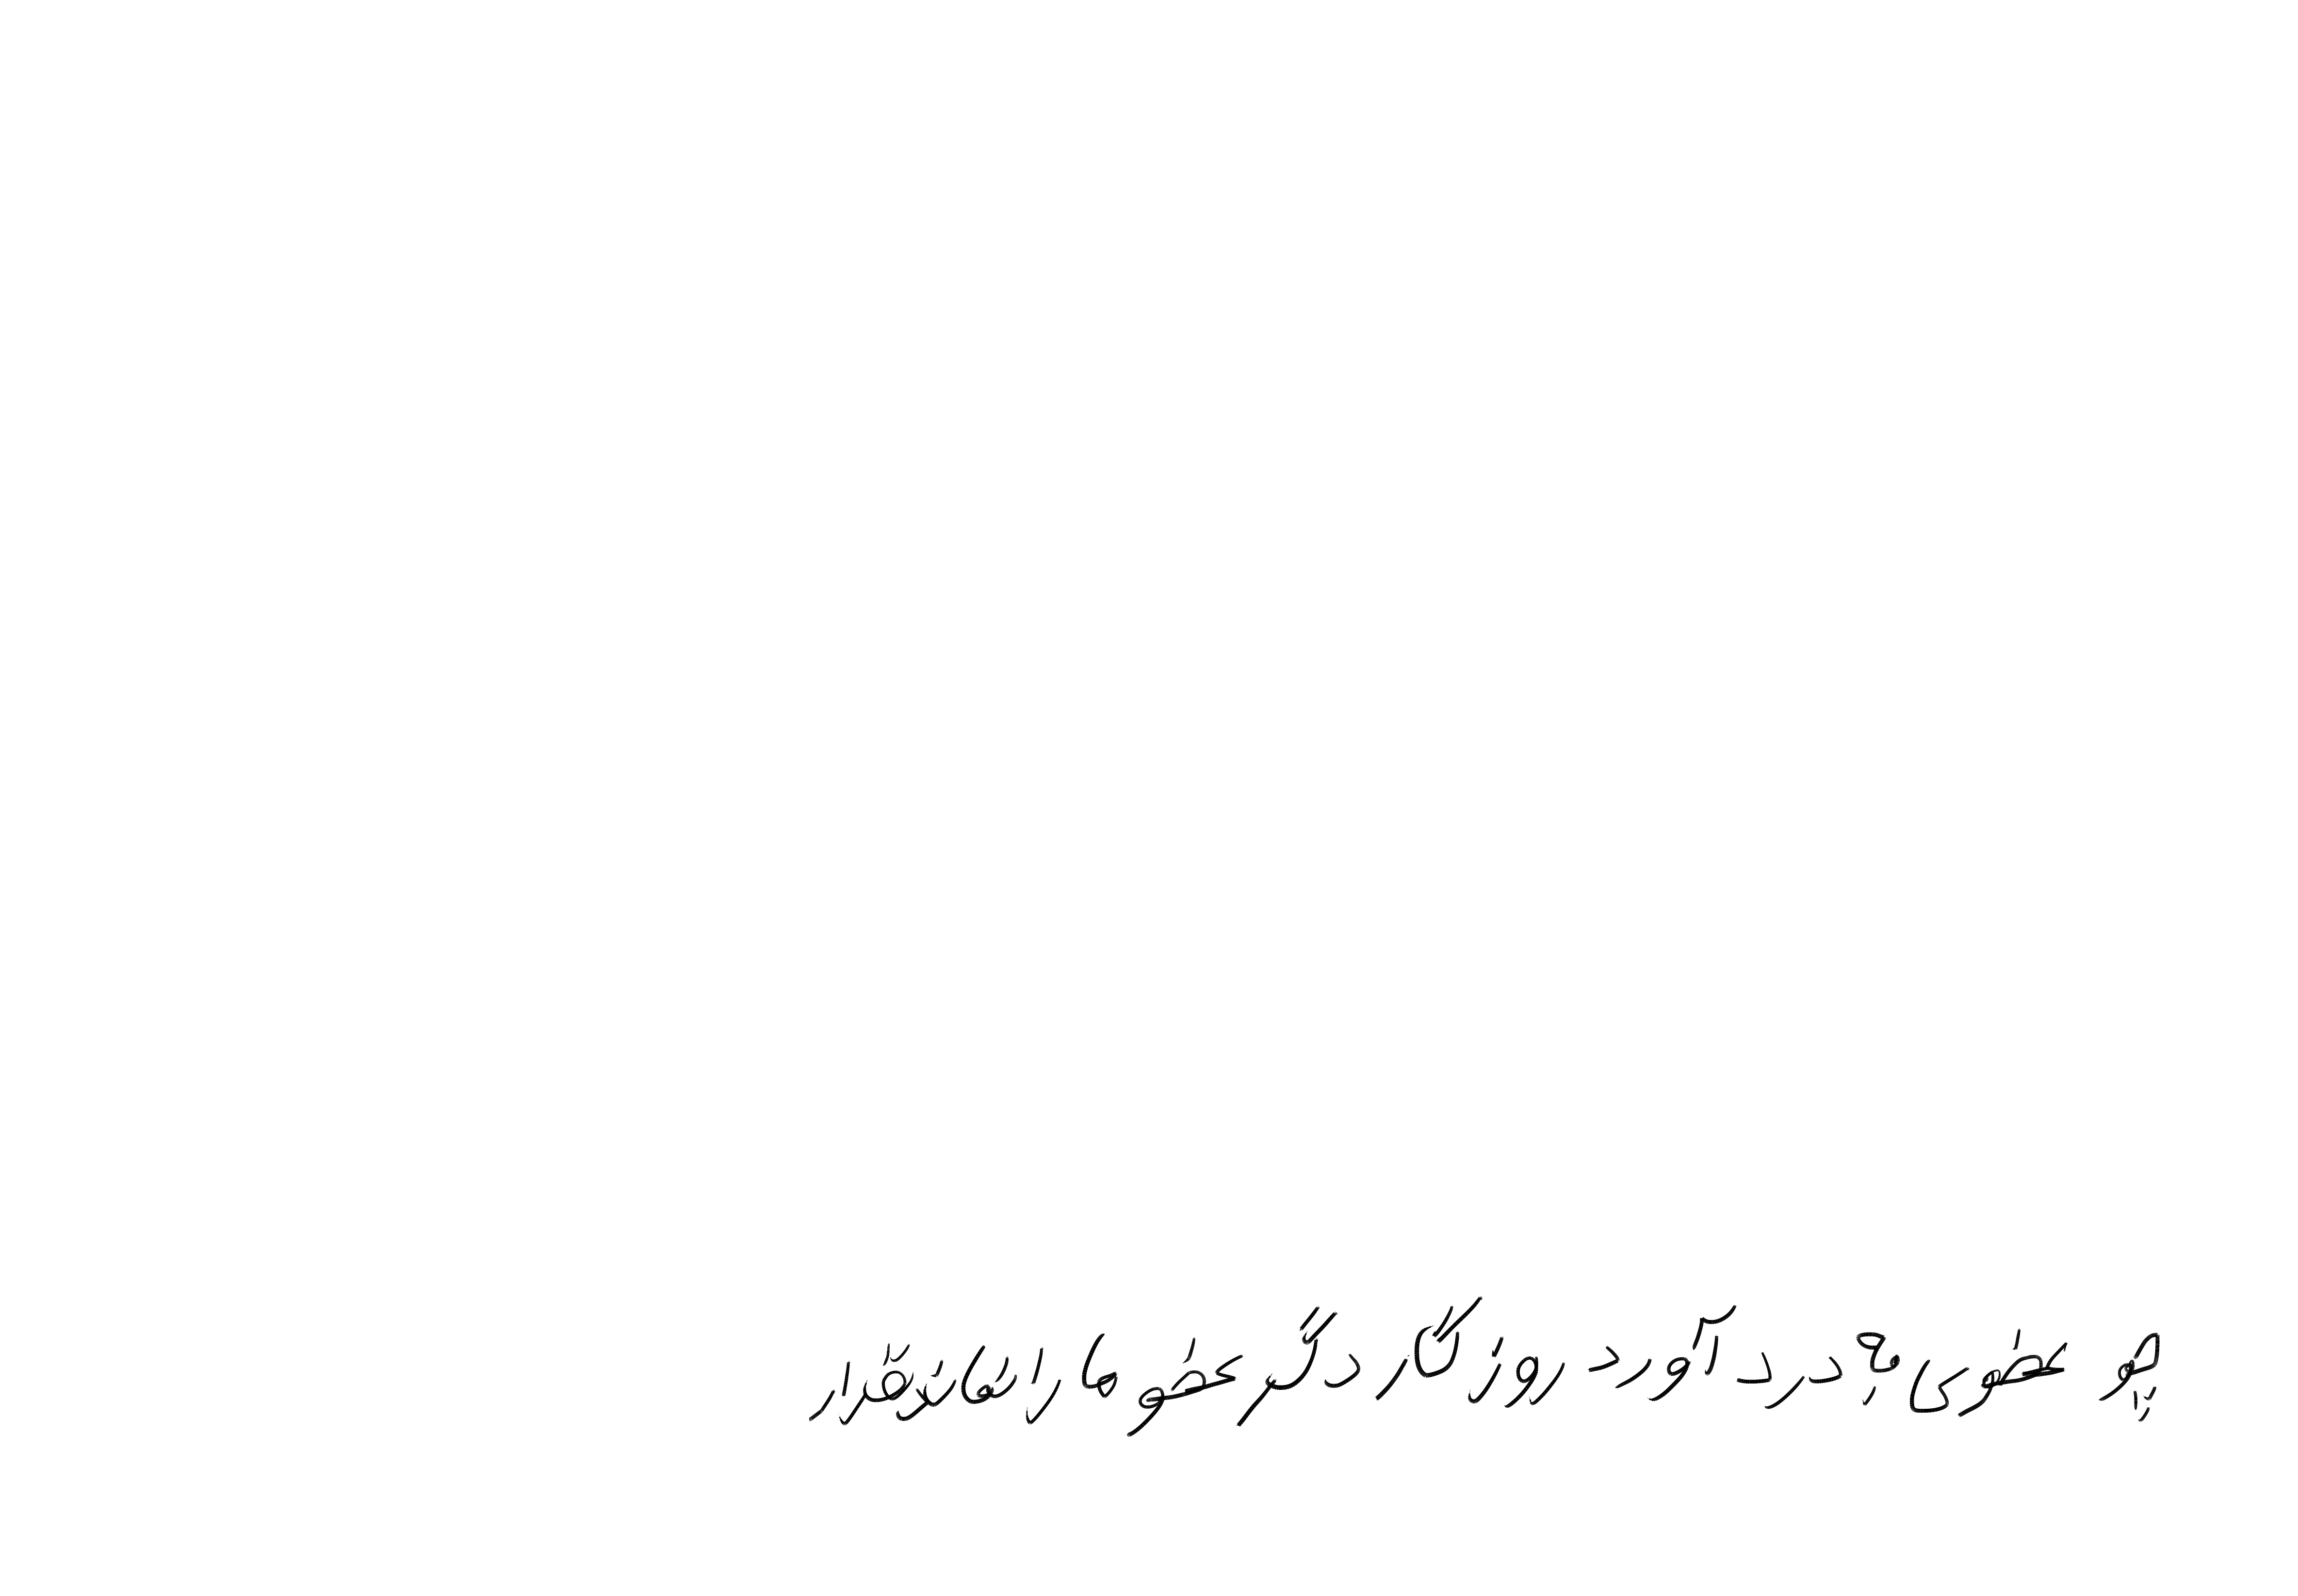 چو عضوی به درد آورد روزگار دگر عضوها را نماند قرار